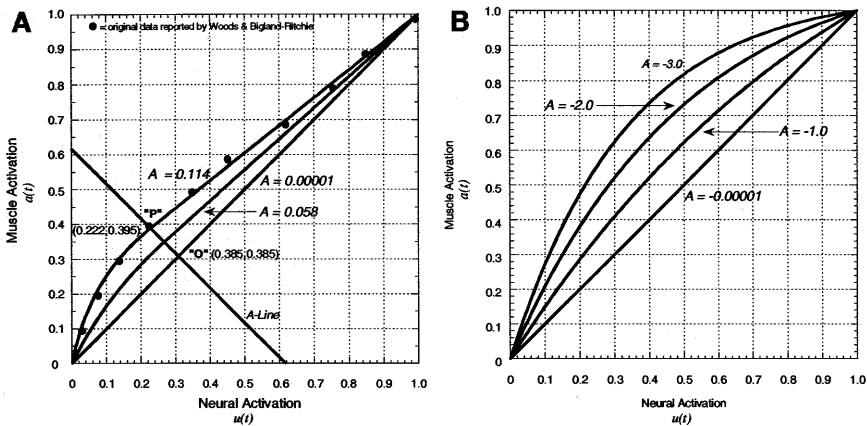 A
● = original data reported by Woods & Bigland-Ritchie
1.0
0.9
0.8
0.7
0.6
0.5
0.4
0.3
0.2
0.1
0
Muscle Activation
a(t)
A = 0.114
A = 0.00001
A = 0.058
"P"
(0.222;0.395)
"O" (0.385;0.385)
A-Line
0 0.1 0.2 0.3 0.4 0.5 0.6 0.7 0.8 0.9 1.0
Neural Activation
u(t)
B
1.0
0.9
0.8
0.7
0.6
0.5
0.4
0.3
0.2
0.1
0
Muscle Activation
a(t)
A = -3.0
A = -2.0
A = -1.0
A = -0.00001
0 0.1 0.2 0.3 0.4 0.5 0.6 0.7 0.8 0.9 1.0
Neural Activation
u(t)